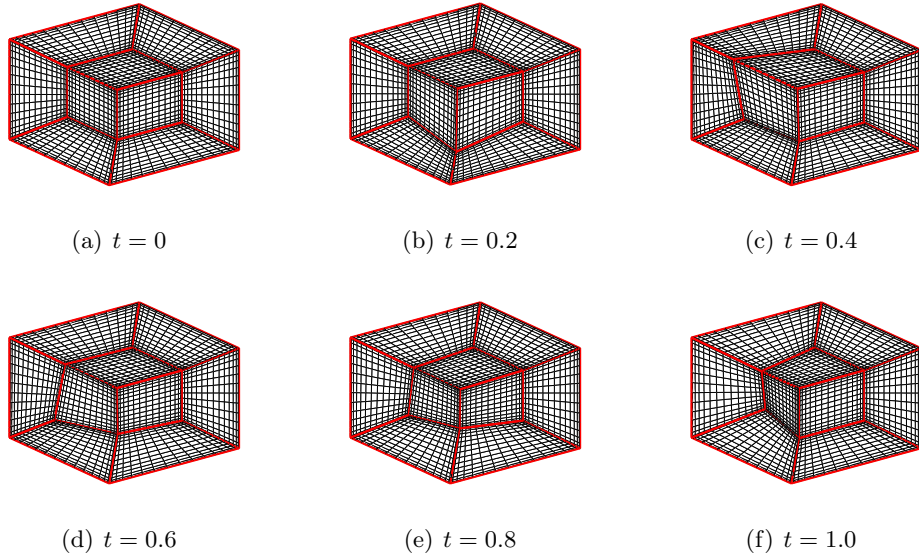 (a) t = 0
(b) t = 0.2
(c) t = 0.4
(d) t = 0.6
(e) t = 0.8
(f) t = 1.0